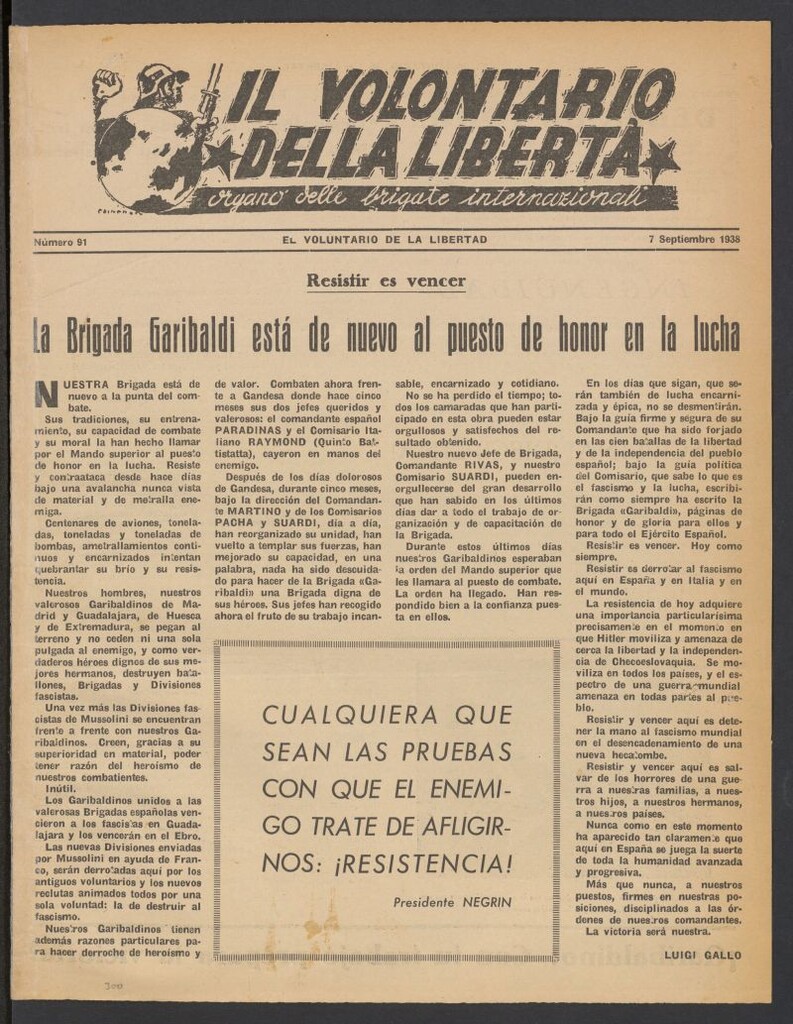 IL VOLONTARIO
DELLA LIBERTÀ
organo delle brigate internazionali
Número 91
EL VOLUNTARIO DE LA LIBERTAD
7 Septiembre 1938
Resistir es vencer
La Brigada Garibaldi está de nuevo al puesto de honor en la lucha
NUESTRA Brigada está de
nuevo a la punta del com-
bate.
Sus tradiciones, su entrena-
miento, su capacidad de combate
y su moral la han hecho llamar
por el Mando superior al puesto
de honor en la lucha. Resiste
y contraataca desde hace días
bajo una avalancha nunca vista
de material y de metralla ene-
miga.
Centenares de aviones, tonela-
das, toneladas y toneladas de
bombas, ametrallamientos conti-
nuos y encarnizados intentan
quebrantar su brío y su resis-
tencia.
Nuestros hombres, nuestros
valerosos Garibaldinos de Ma-
drid y Guadalajara, de Huesca
y de Extremadura, se pegan al
terreno y no ceden ni una sola
pulgada al enemigo, y como ver-
daderos héroes dignos de sus me-
jores hermanos, destruyen bata-
llones, Brigadas y Divisiones
fascistas.
Una vez más las Divisiones fas-
cistas de Mussolini se encuentran
frente a frente con nuestros Ga-
ribaldinos. Creen, gracias a su
superioridad en material, poder
tener razón del heroísmo de
nuestros combatientes.
Inútil.
Los Garibaldinos unidos a las
valerosas Brigadas españolas ven-
cieron a los fascistas en Guada-
lajara y los vencerán en el Ebro.
Las nuevas Divisiones enviadas
por Mussolini en ayuda de Fran-
co, serán derrotadas aquí por los
antiguos voluntarios y los nuevos
reclutas animados todos por una
sola voluntad: la de destruir al
fascismo.
Nuestros Garibaldinos tienen
además razones particulares pa-
ra hacer derroche de heroísmo y
de valor. Combaten ahora fren-
te a Gandesa donde hace cinco
meses sus dos jefes queridos y
valerosos: el comandante español
PARADINAS y el Comisario Ita-
liano RAYMOND (Quinto Bat-
tistatta), cayeron en manos del
enemigo.
Después de los días dolorosos
de Gandesa, durante cinco meses,
bajo la dirección del Comandan-
te MARTINO y de los Comisarios
PACHA y SUARDI, día a día,
han reorganizado su unidad, han
vuelto a templar sus fuerzas, han
mejorado su capacidad, en una
palabra, nada ha sido descuida-
do para hacer de la Brigada «Ga-
ribaldi» una Brigada digna de
sus héroes. Sus jefes han recogido
ahora el fruto de su trabajo incan-
sable, encarnizado y cotidiano.
No se ha perdido el tiempo; to-
dos los camaradas que han parti-
cipado en esta obra pueden estar
orgullosos y satisfechos del re-
sultado obtenido.
Nuestro nuevo Jefe de Brigada,
Comandante RIVAS, y nuestro
Comisario SUARDI, pueden en-
orgullecerse del gran desarrollo
que han sabido en los últimos
días dar a todo el trabajo de or-
ganización y de capacitación de
la Brigada.
Durante estos últimos días
nuestros Garibaldinos esperaban
la orden del Mando superior que
les llamara al puesto de combate.
La orden ha llegado. Han res-
pondido bien a la confianza pues-
ta en ellos.
CUALQUIERA QUE
SEAN LAS PRUEBAS
CON QUE EL ENEMI-
GO TRATE DE AFLIGIR-
NOS: ¡RESISTENCIA!
Presidente NEGRIN
En los días que sigan, que se-
rán también de lucha encarni-
zada y épica, no se desmentirán.
Bajo la guía firme y segura de su
Comandante que ha sido forjado
en las cien batallas de la libertad
y de la independencia del pueblo
español; bajo la guía política
del Comisario, que sabe lo que es
el fascismo y la lucha, escribi-
rán como siempre ha escrito la
Brigada «Garibaldi», páginas de
honor y de gloria para ellos y
para todo el Ejército Español.
Resistir es vencer. Hoy como
siempre.
Resistir es derrotar al fascismo
aquí en España y en Italia y en
el mundo.
La resistencia de hoy adquiere
una importancia particularísima
precisamente en el momento en
que Hitler moviliza y amenaza de
cerca la libertad y la independen-
cia de Checoeslovaquia. Se mo-
viliza en todos los países, y el es-
pectro de una guerra mundial
amenaza en todas partes al pue-
blo.
Resistir y vencer aquí es dete-
ner la mano al fascismo mundial
en el desencadenamiento de una
nueva hecatombe.
Resistir y vencer aquí es sal-
var de los horrores de una gue-
rra a nuestras familias, a nues-
tros hijos, a nuestros hermanos,
a nuestros países.
Nunca como en este momento
ha aparecido tan claramente que
aquí en España se juega la suerte
de toda la humanidad avanzada
y progresiva.
Más que nunca, a nuestros
puestos, firmes en nuestras po-
siciones, disciplinados a las ór-
denes de nuestros comandantes.
La victoria será nuestra.
LUIGI GALLO
300